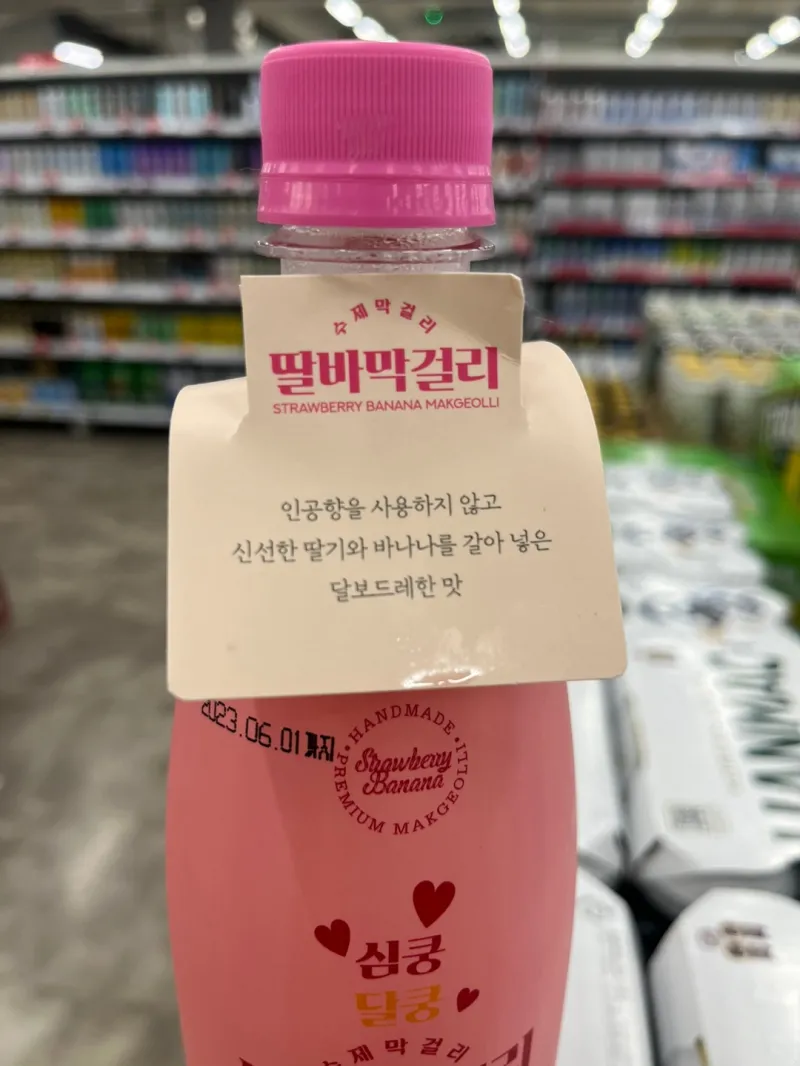 수제막걸리
딸바막걸리
STRAWBERRY BANANA MAKGEOLLI
인공향을 사용하지 않고
신선한 딸기와 바나나를 갈아 넣은
달보드레한 맛
2023.06.01까지
HANDMADE
Strawberry
Banana
PREMIUM MAKGEOLLI
심쿵
달쿵
수제막걸리